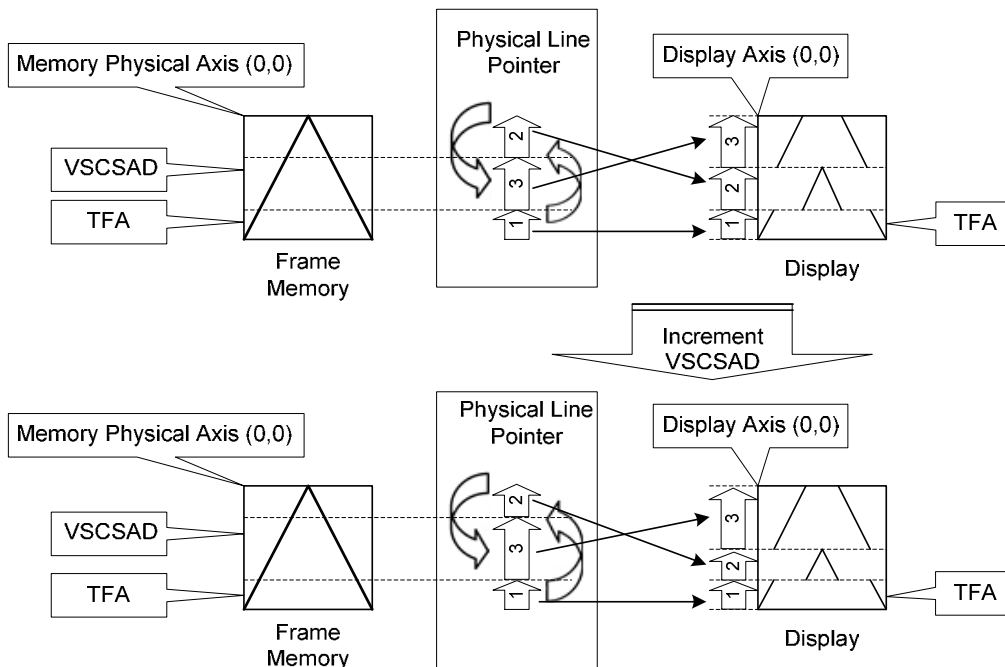 Physical Line
Pointer
Memory Physical Axis (0,0)
Display Axis (0,0)
VSCSAD
TFA
2
3
1
3
2
1
TFA
Frame
Memory
Display
Increment
VSCSAD
Physical Line
Pointer
Memory Physical Axis (0,0)
Display Axis (0,0)
VSCSAD
TFA
2
3
1
3
2
1
TFA
Frame
Memory
Display